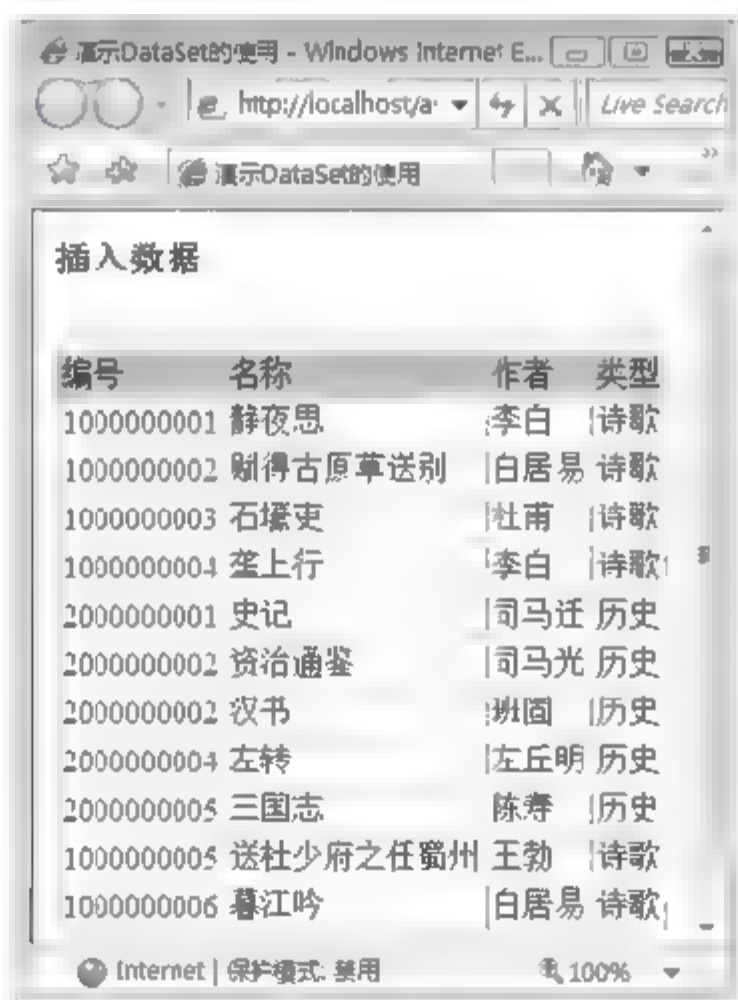 演示DataSet的使用 - Windows Internet E...
http://localhost/a
Live Search
演示DataSet的使用
插入数据
编号 名称 作者 类型
1000000001 静夜思 李白 诗歌
1000000002 赋得古原草送别 白居易 诗歌
1000000003 石壕吏 杜甫 诗歌
1000000004 垄上行 李白 诗歌
2000000001 史记 司马迁 历史
2000000002 资治通鉴 司马光 历史
2000000002 汉书 班固 历史
2000000004 左转 左丘明 历史
2000000005 三国志 陈寿 历史
1000000005 送杜少府之任蜀州 王勃 诗歌
1000000006 暮江吟 白居易 诗歌
Internet | 保护模式: 禁用 100%